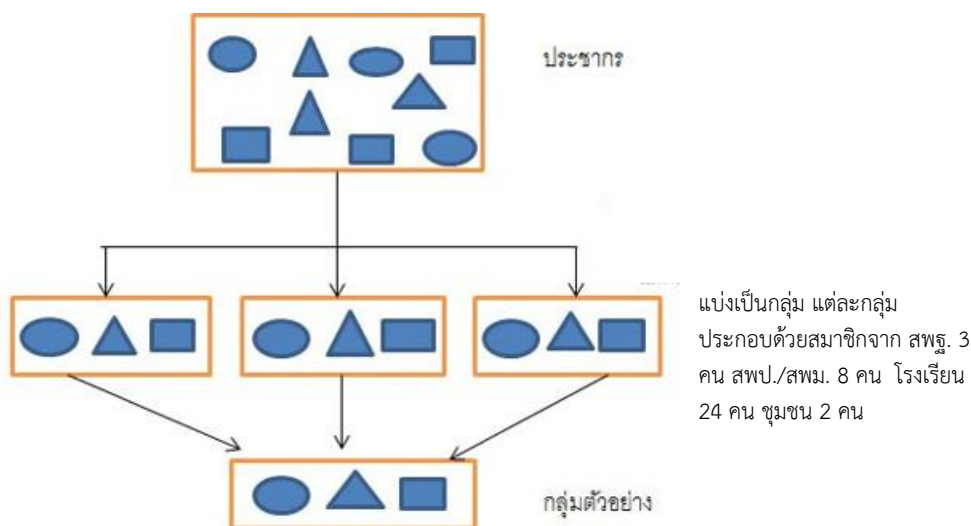 ประชากร
แบ่งเป็นกลุ่ม แต่ละกลุ่ม
ประกอบด้วยสมาชิกจาก สพฐ. 3
คน สพป./สพม. 8 คน โรงเรียน
24 คน ชุมชน 2 คน
กลุ่มตัวอย่าง